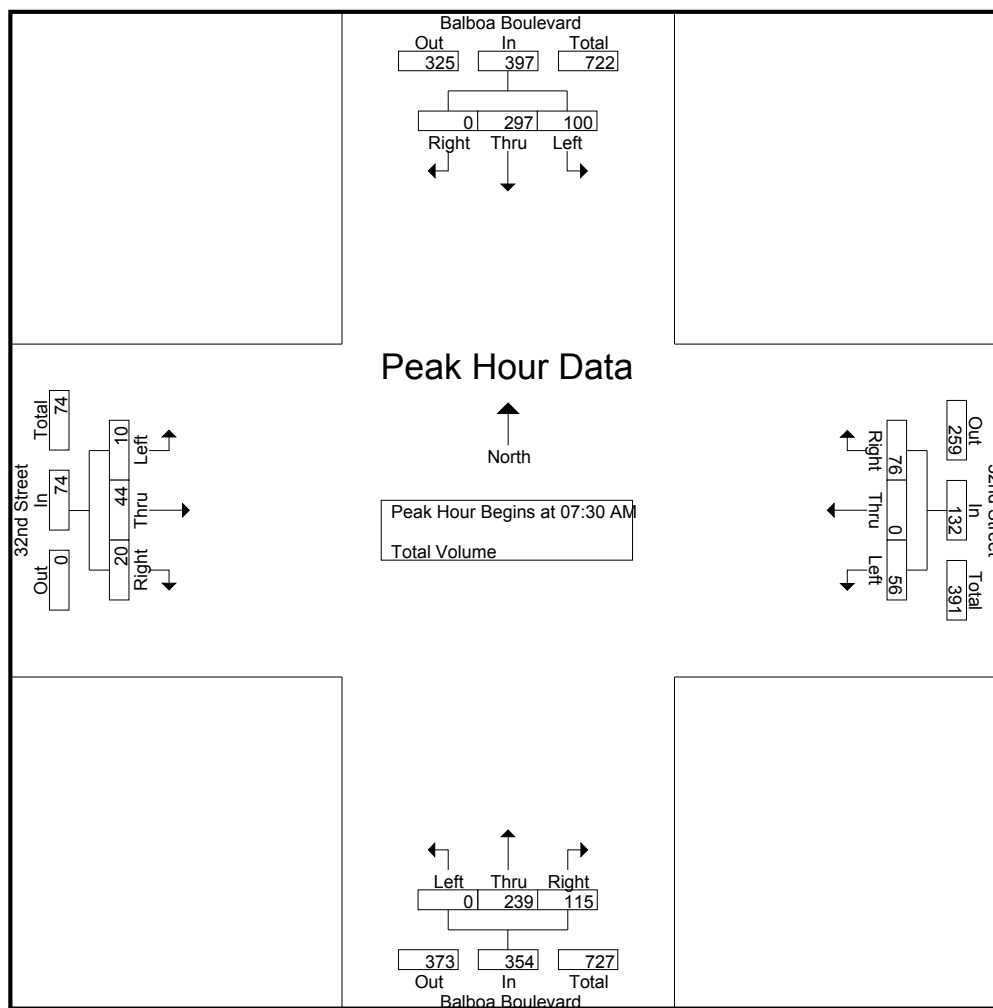 Balboa Boulevard
Out In Total
325 397 722
0 297 100
Right Thru Left
Peak Hour Data
North
Peak Hour Begins at 07:30 AM
Total Volume
32nd Street
Total In Out
74 74 0
10 44 20
Left Thru Right
Right Thru Left
76 0 56
Out In Total
259 132 391
Left Thru Right
0 239 115
373 354 727
Out In Total
Balboa Boulevard